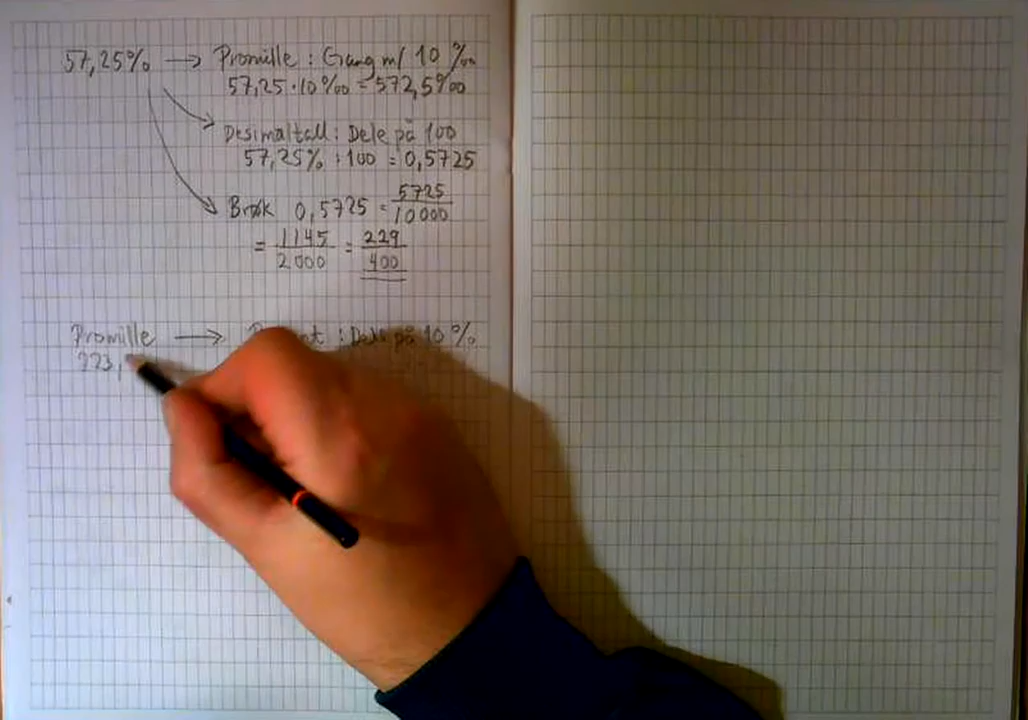 57,25% → Promille : Gang m/ 10 ‰
57,25 · 10‰ = 572,5‰
Desimaltall : Dele på 100
57,25% : 100 = 0,5725
Brøk 0,5725 = 5725/10000
= 1145/2000 = 229/400
Promille → : Dele på 10 %
223,